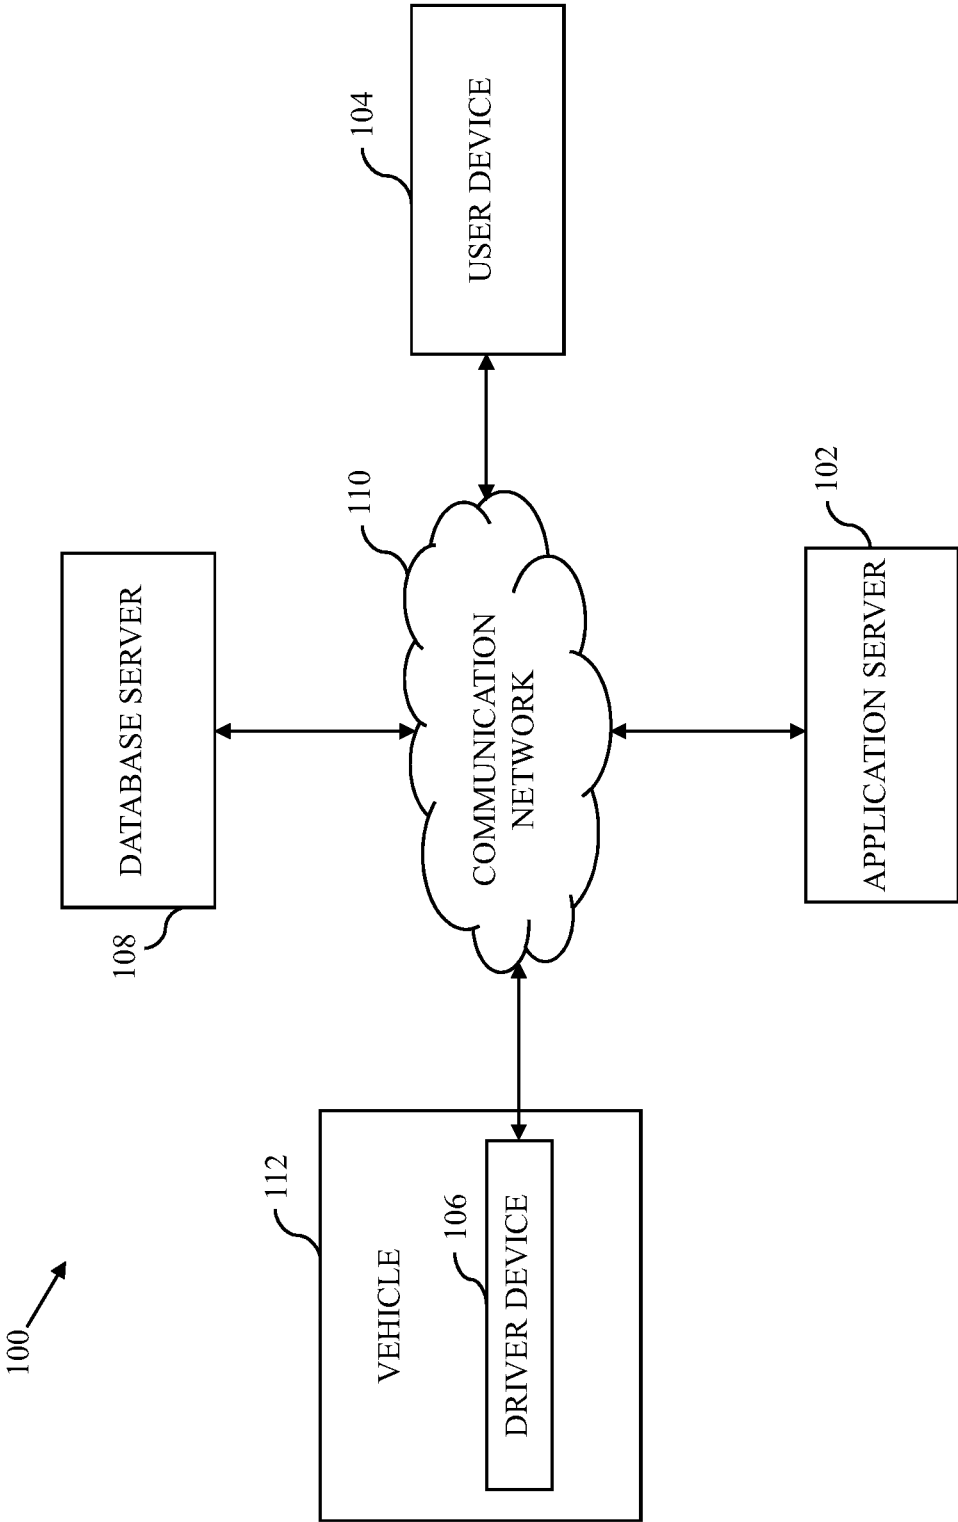 100
112
VEHICLE
106
DRIVER DEVICE
108
DATABASE SERVER
110
COMMUNICATION
NETWORK
102
APPLICATION SERVER
104
USER DEVICE